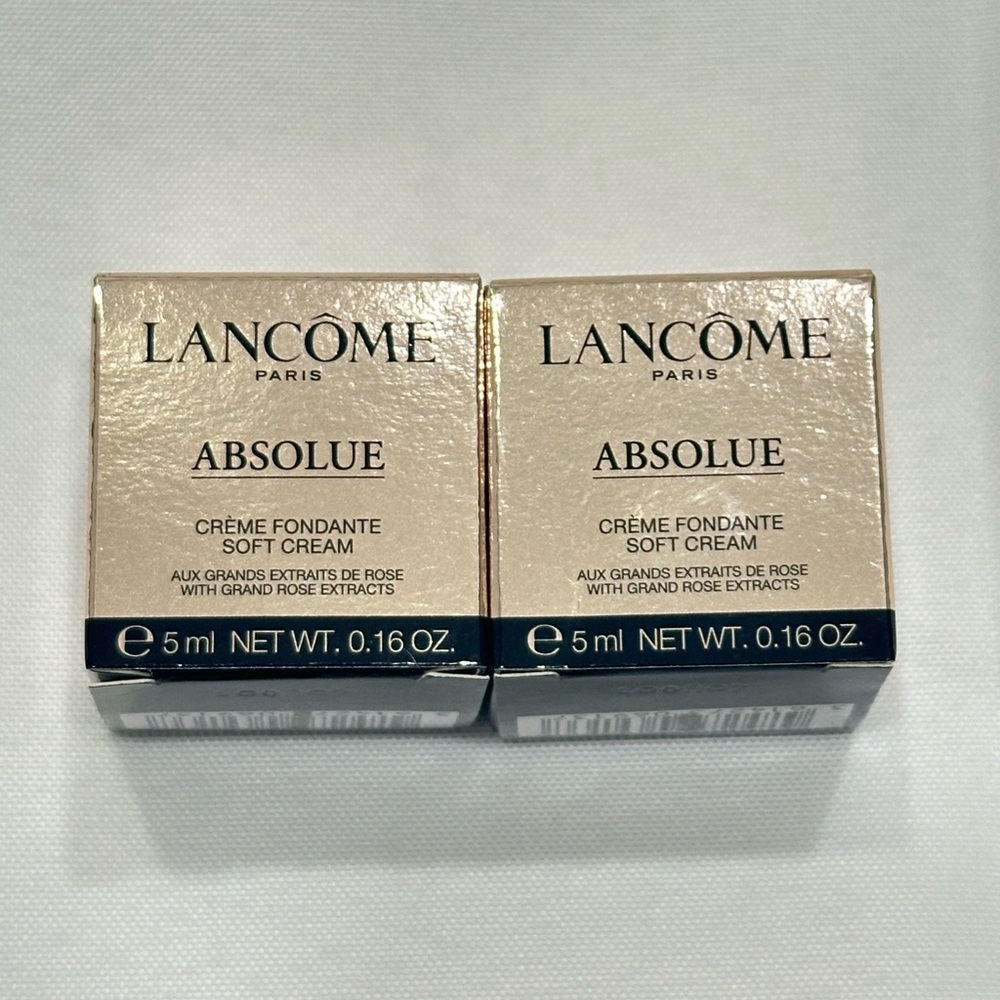 LANCÔME
PARIS
ABSOLUE
CRÈME FONDANTE
SOFT CREAM
AUX GRANDS EXTRAITS DE ROSE
WITH GRAND ROSE EXTRACTS
℮ 5 ml NET WT. 0.16 OZ.
LANCÔME
PARIS
ABSOLUE
CRÈME FONDANTE
SOFT CREAM
AUX GRANDS EXTRAITS DE ROSE
WITH GRAND ROSE EXTRACTS
℮ 5 ml NET WT. 0.16 OZ.